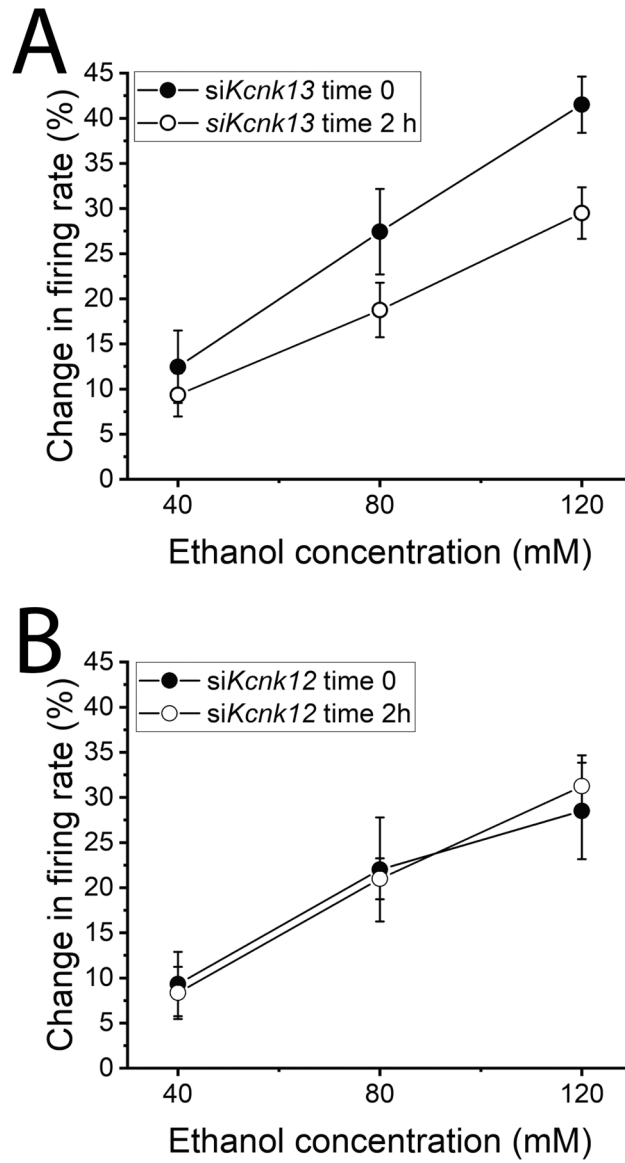 A
Change in firing rate (%)
45
40
35
30
25
20
15
10
5
0
siKcnk13 time 0
siKcnk13 time 2 h
40
80
120
Ethanol concentration (mM)
B
Change in firing rate (%)
45
40
35
30
25
20
15
10
5
0
siKcnk12 time 0
siKcnk12 time 2h
40
80
120
Ethanol concentration (mM)